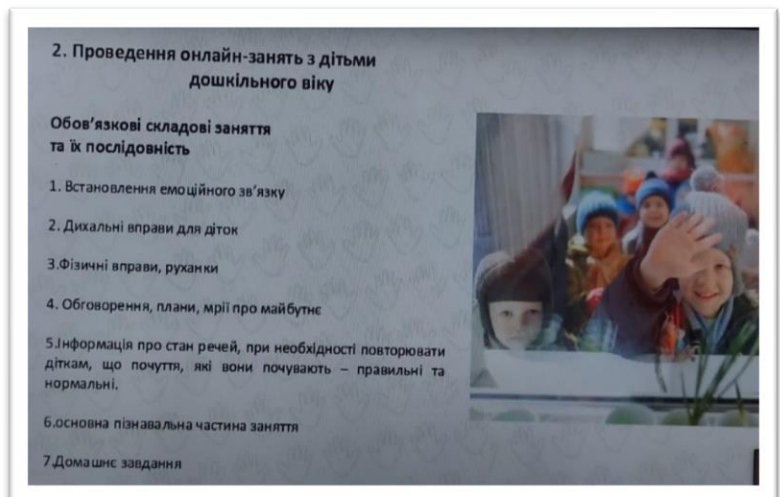 2. Проведення онлайн-занять з дітьми
дошкільного віку
Обов'язкові складові заняття
та їх послідовність
1. Встановлення емоційного зв'язку
2. Дихальні вправи для діток
3.Фізичні вправи, руханки
4. Обговорення, плани, мрії про майбутнє
5.Інформація про стан речей, при необхідності повторювати
діткам, що почуття, які вони почувають – правильні та
нормальні.
6.основна пізнавальна частина заняття
7.Домашнє завдання